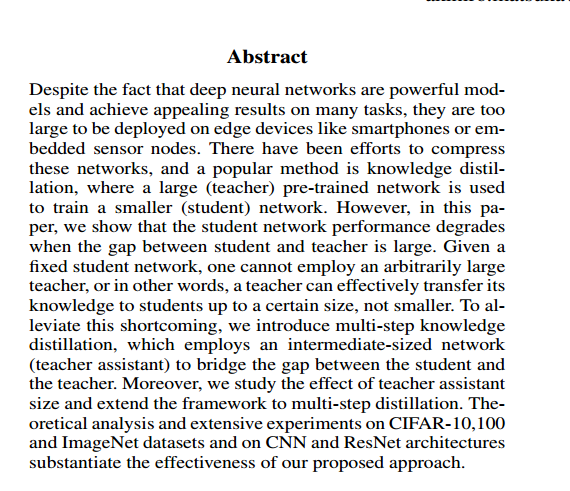 Abstract
Despite the fact that deep neural networks are powerful mod-
els and achieve appealing results on many tasks, they are too
large to be deployed on edge devices like smartphones or em-
bedded sensor nodes. There have been efforts to compress
these networks, and a popular method is knowledge distil-
lation, where a large (teacher) pre-trained network is used
to train a smaller (student) network. However, in this pa-
per, we show that the student network performance degrades
when the gap between student and teacher is large. Given a
fixed student network, one cannot employ an arbitrarily large
teacher, or in other words, a teacher can effectively transfer its
knowledge to students up to a certain size, not smaller. To al-
leviate this shortcoming, we introduce multi-step knowledge
distillation, which employs an intermediate-sized network
(teacher assistant) to bridge the gap between the student and
the teacher. Moreover, we study the effect of teacher assistant
size and extend the framework to multi-step distillation. The-
oretical analysis and extensive experiments on CIFAR-10,100
and ImageNet datasets and on CNN and ResNet architectures
substantiate the effectiveness of our proposed approach.